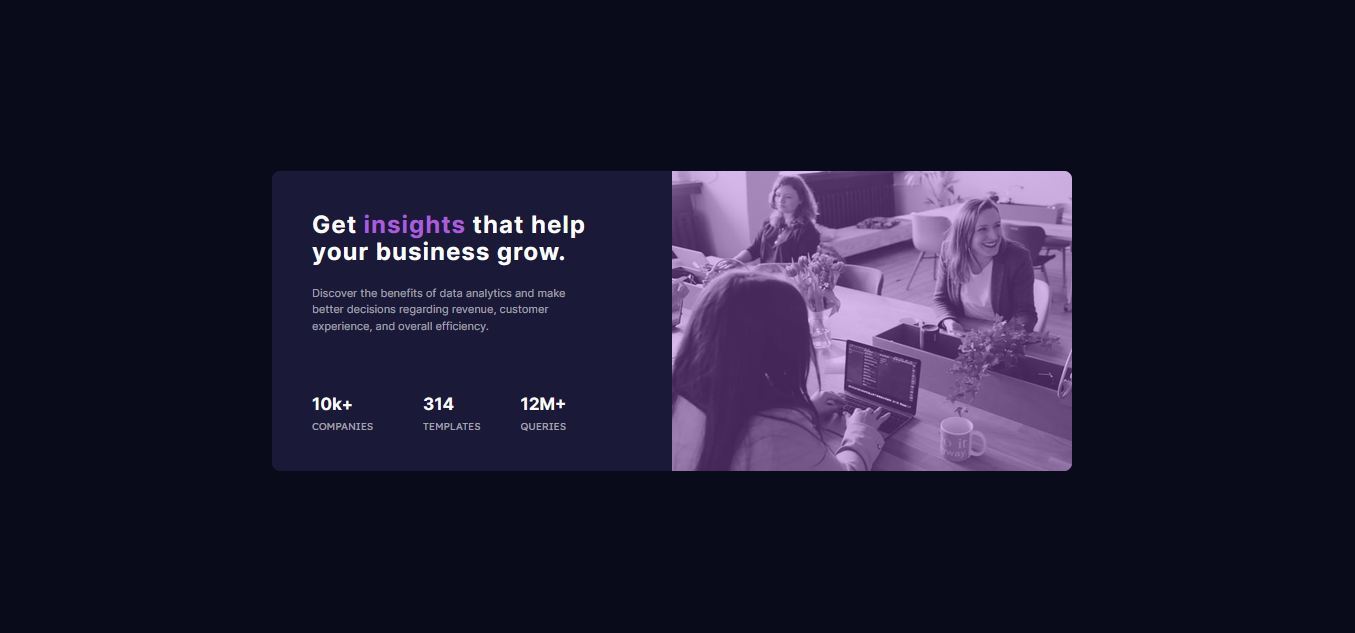 Get insights that help
your business grow.
Discover the benefits of data analytics and make
better decisions regarding revenue, customer
experience, and overall efficiency.
10k+ 314 12M+
COMPANIES TEMPLATES QUERIES